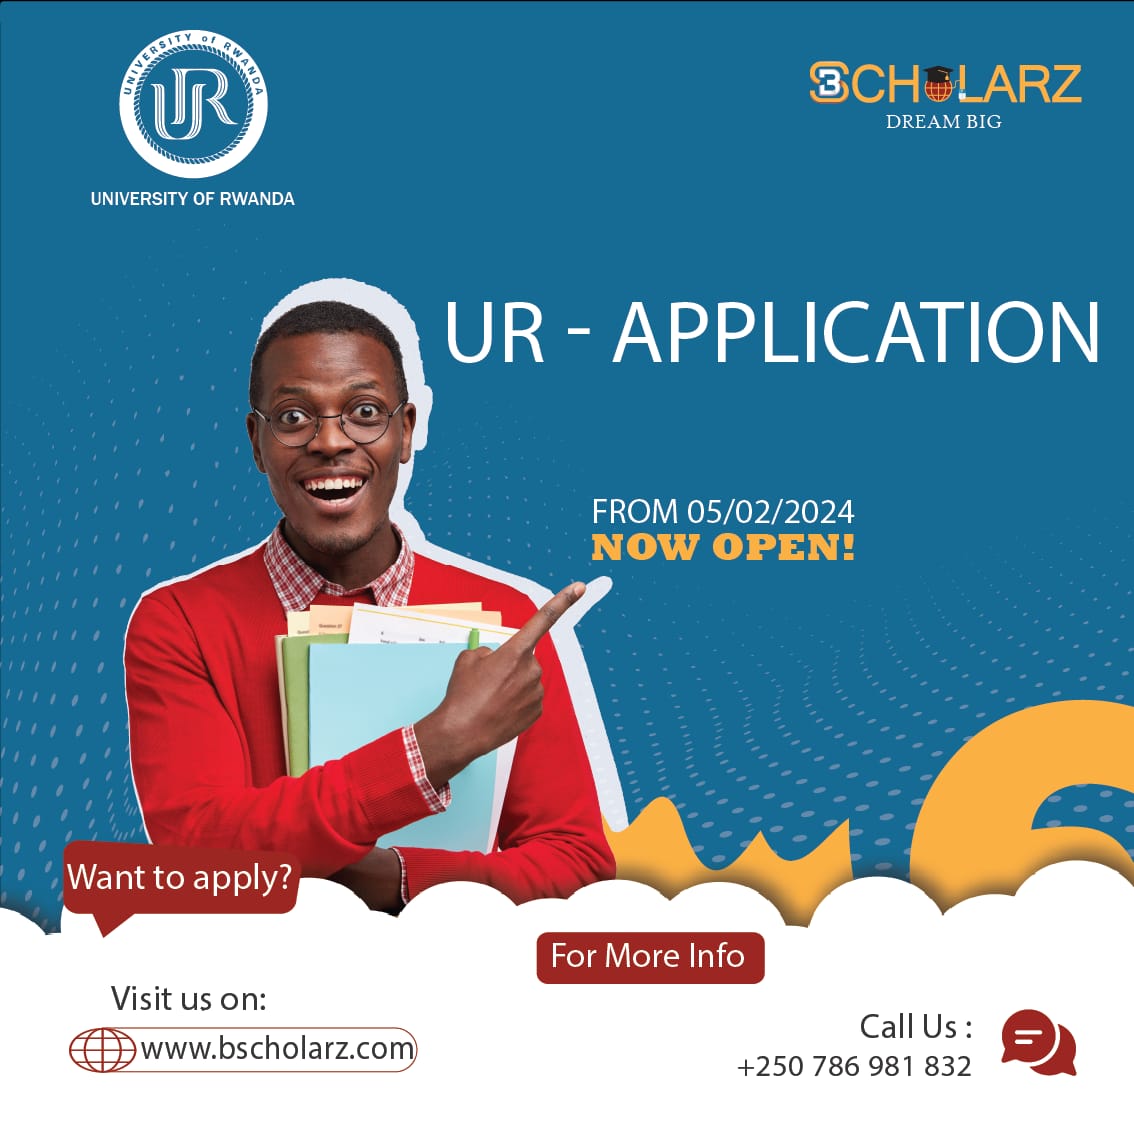 UNIVERSITY of RWANDA
UR
UNIVERSITY OF RWANDA
BSCHOLARZ
DREAM BIG
UR - APPLICATION
FROM 05/02/2024
NOW OPEN!
Want to apply?
For More Info
Visit us on:
www.bscholarz.com
Call Us :
+250 786 981 832